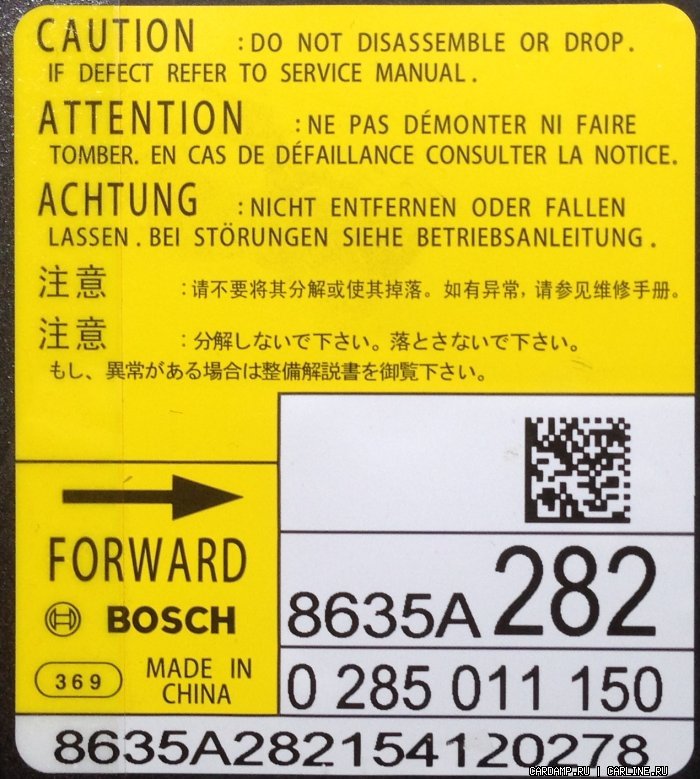 CAUTION :DO NOT DISASSEMBLE OR DROP.
IF DEFECT REFER TO SERVICE MANUAL.
ATTENTION :NE PAS DÉMONTER NI FAIRE
TOMBER. EN CAS DE DÉFAILLANCE CONSULTER LA NOTICE.
ACHTUNG :NICHT ENTFERNEN ODER FALLEN
LASSEN. BEI STÖRUNGEN SIEHE BETRIEBSANLEITUNG.
注意 :请不要将其分解或使其掉落。如有异常,请参见维修手册。
注意 :分解しないで下さい。落とさないで下さい。
もし、異常がある場合は整備解説書を御覧下さい。
FORWARD
BOSCH
369
MADE IN
CHINA
8635A282
0 285 011 150
8635A282154120278
CARDAMP.RU | CARLINE.RU